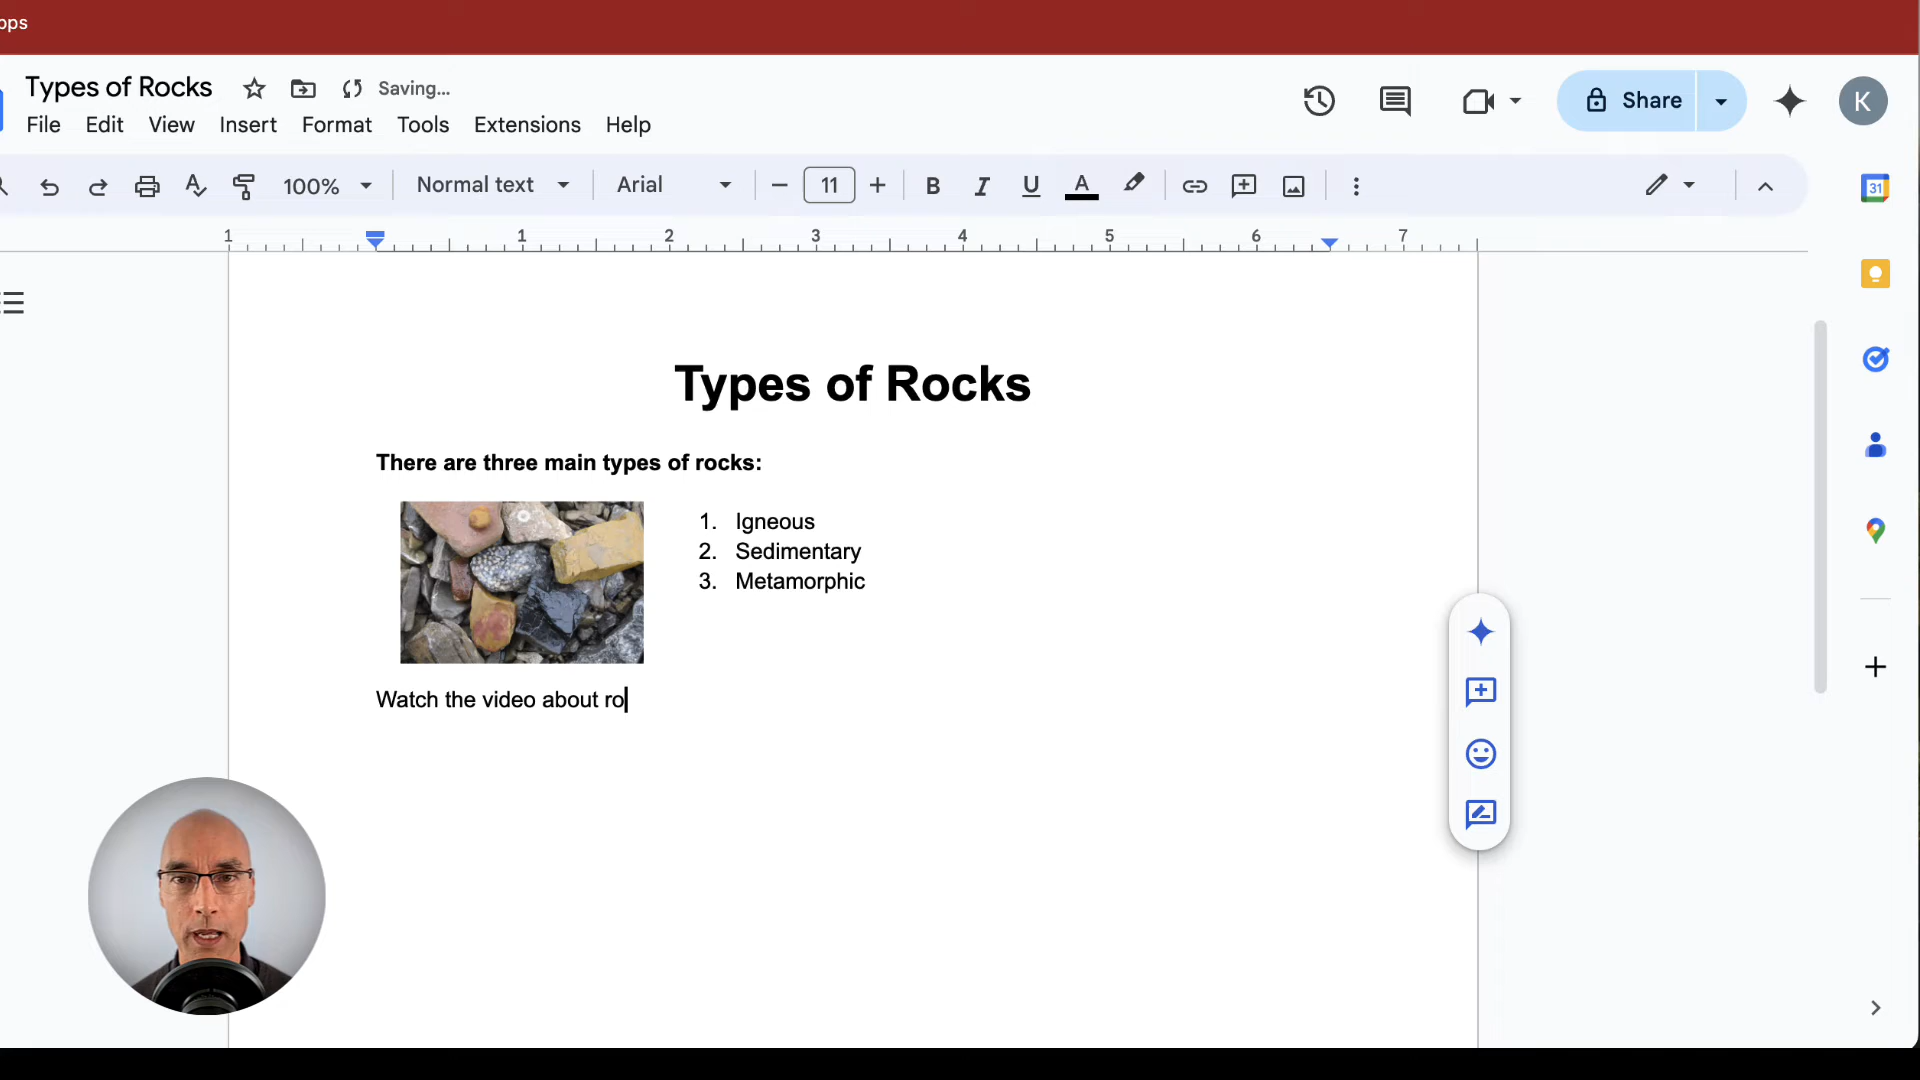 ops
Types of Rocks Saving...
File Edit View Insert Format Tools Extensions Help
Share
K
100% Normal text Arial 11 B I U A
31
1 1 2 3 4 5 6 7
Types of Rocks
There are three main types of rocks:
1. Igneous
2. Sedimentary
3. Metamorphic
Watch the video about ro